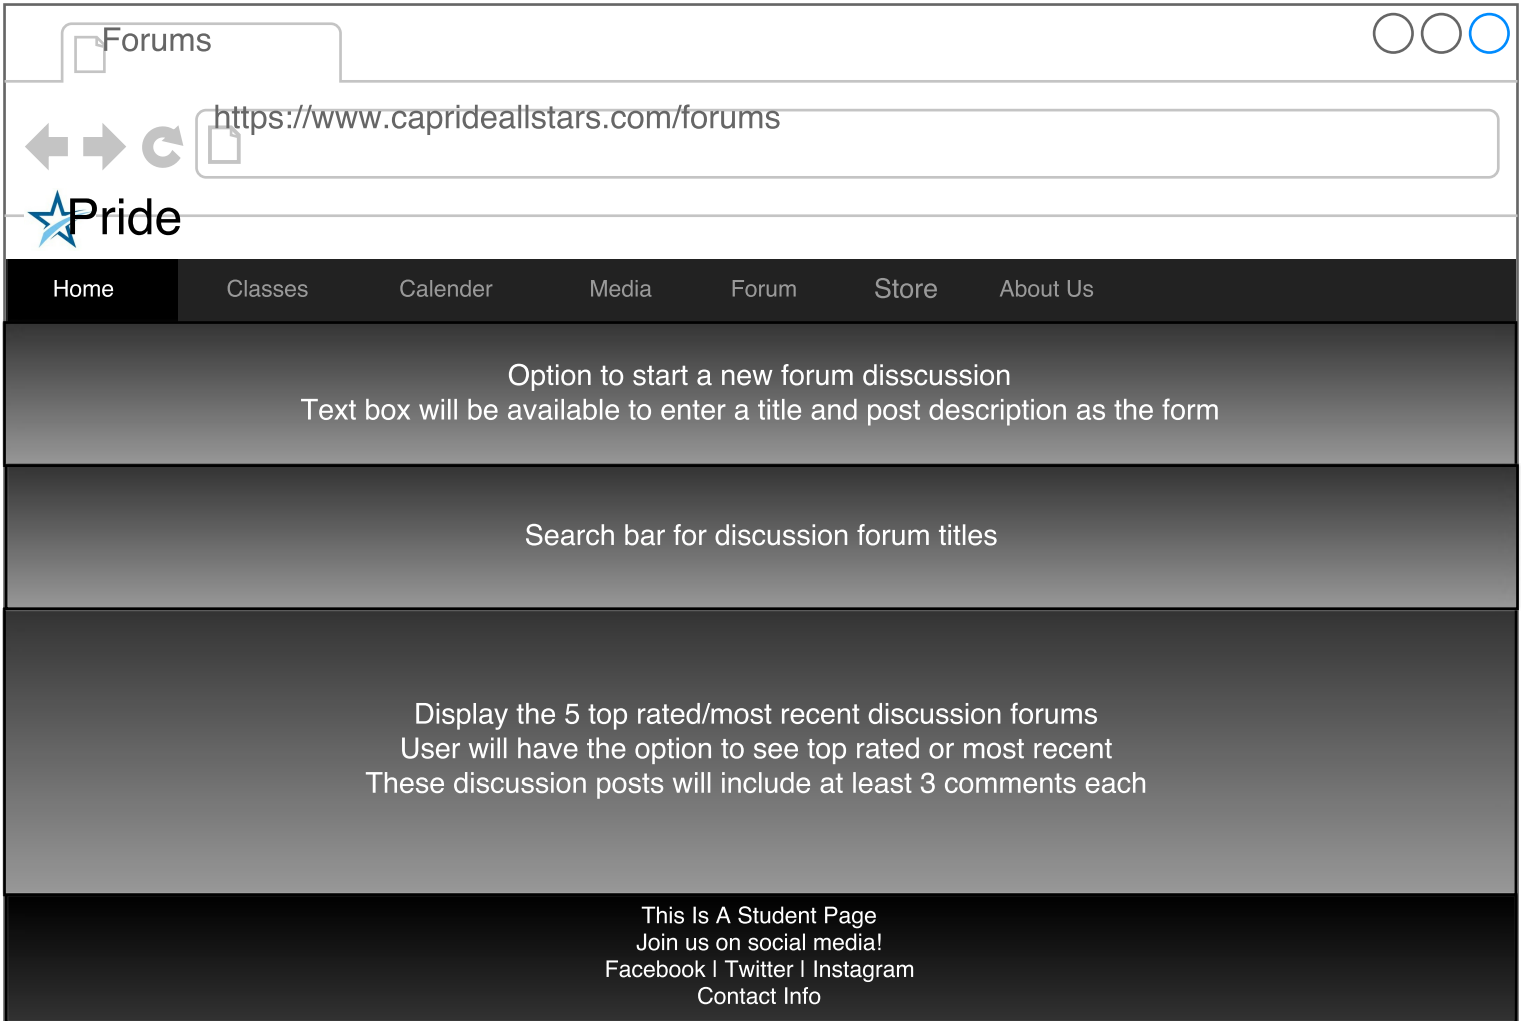 Forums
https://www.caprideallstars.com/forums
Pride
Home Classes Calender Media Forum Store About Us
Option to start a new forum disscussion
Text box will be available to enter a title and post description as the form
Search bar for discussion forum titles
Display the 5 top rated/most recent discussion forums
User will have the option to see top rated or most recent
These discussion posts will include at least 3 comments each
This Is A Student Page
Join us on social media!
Facebook | Twitter | Instagram
Contact Info